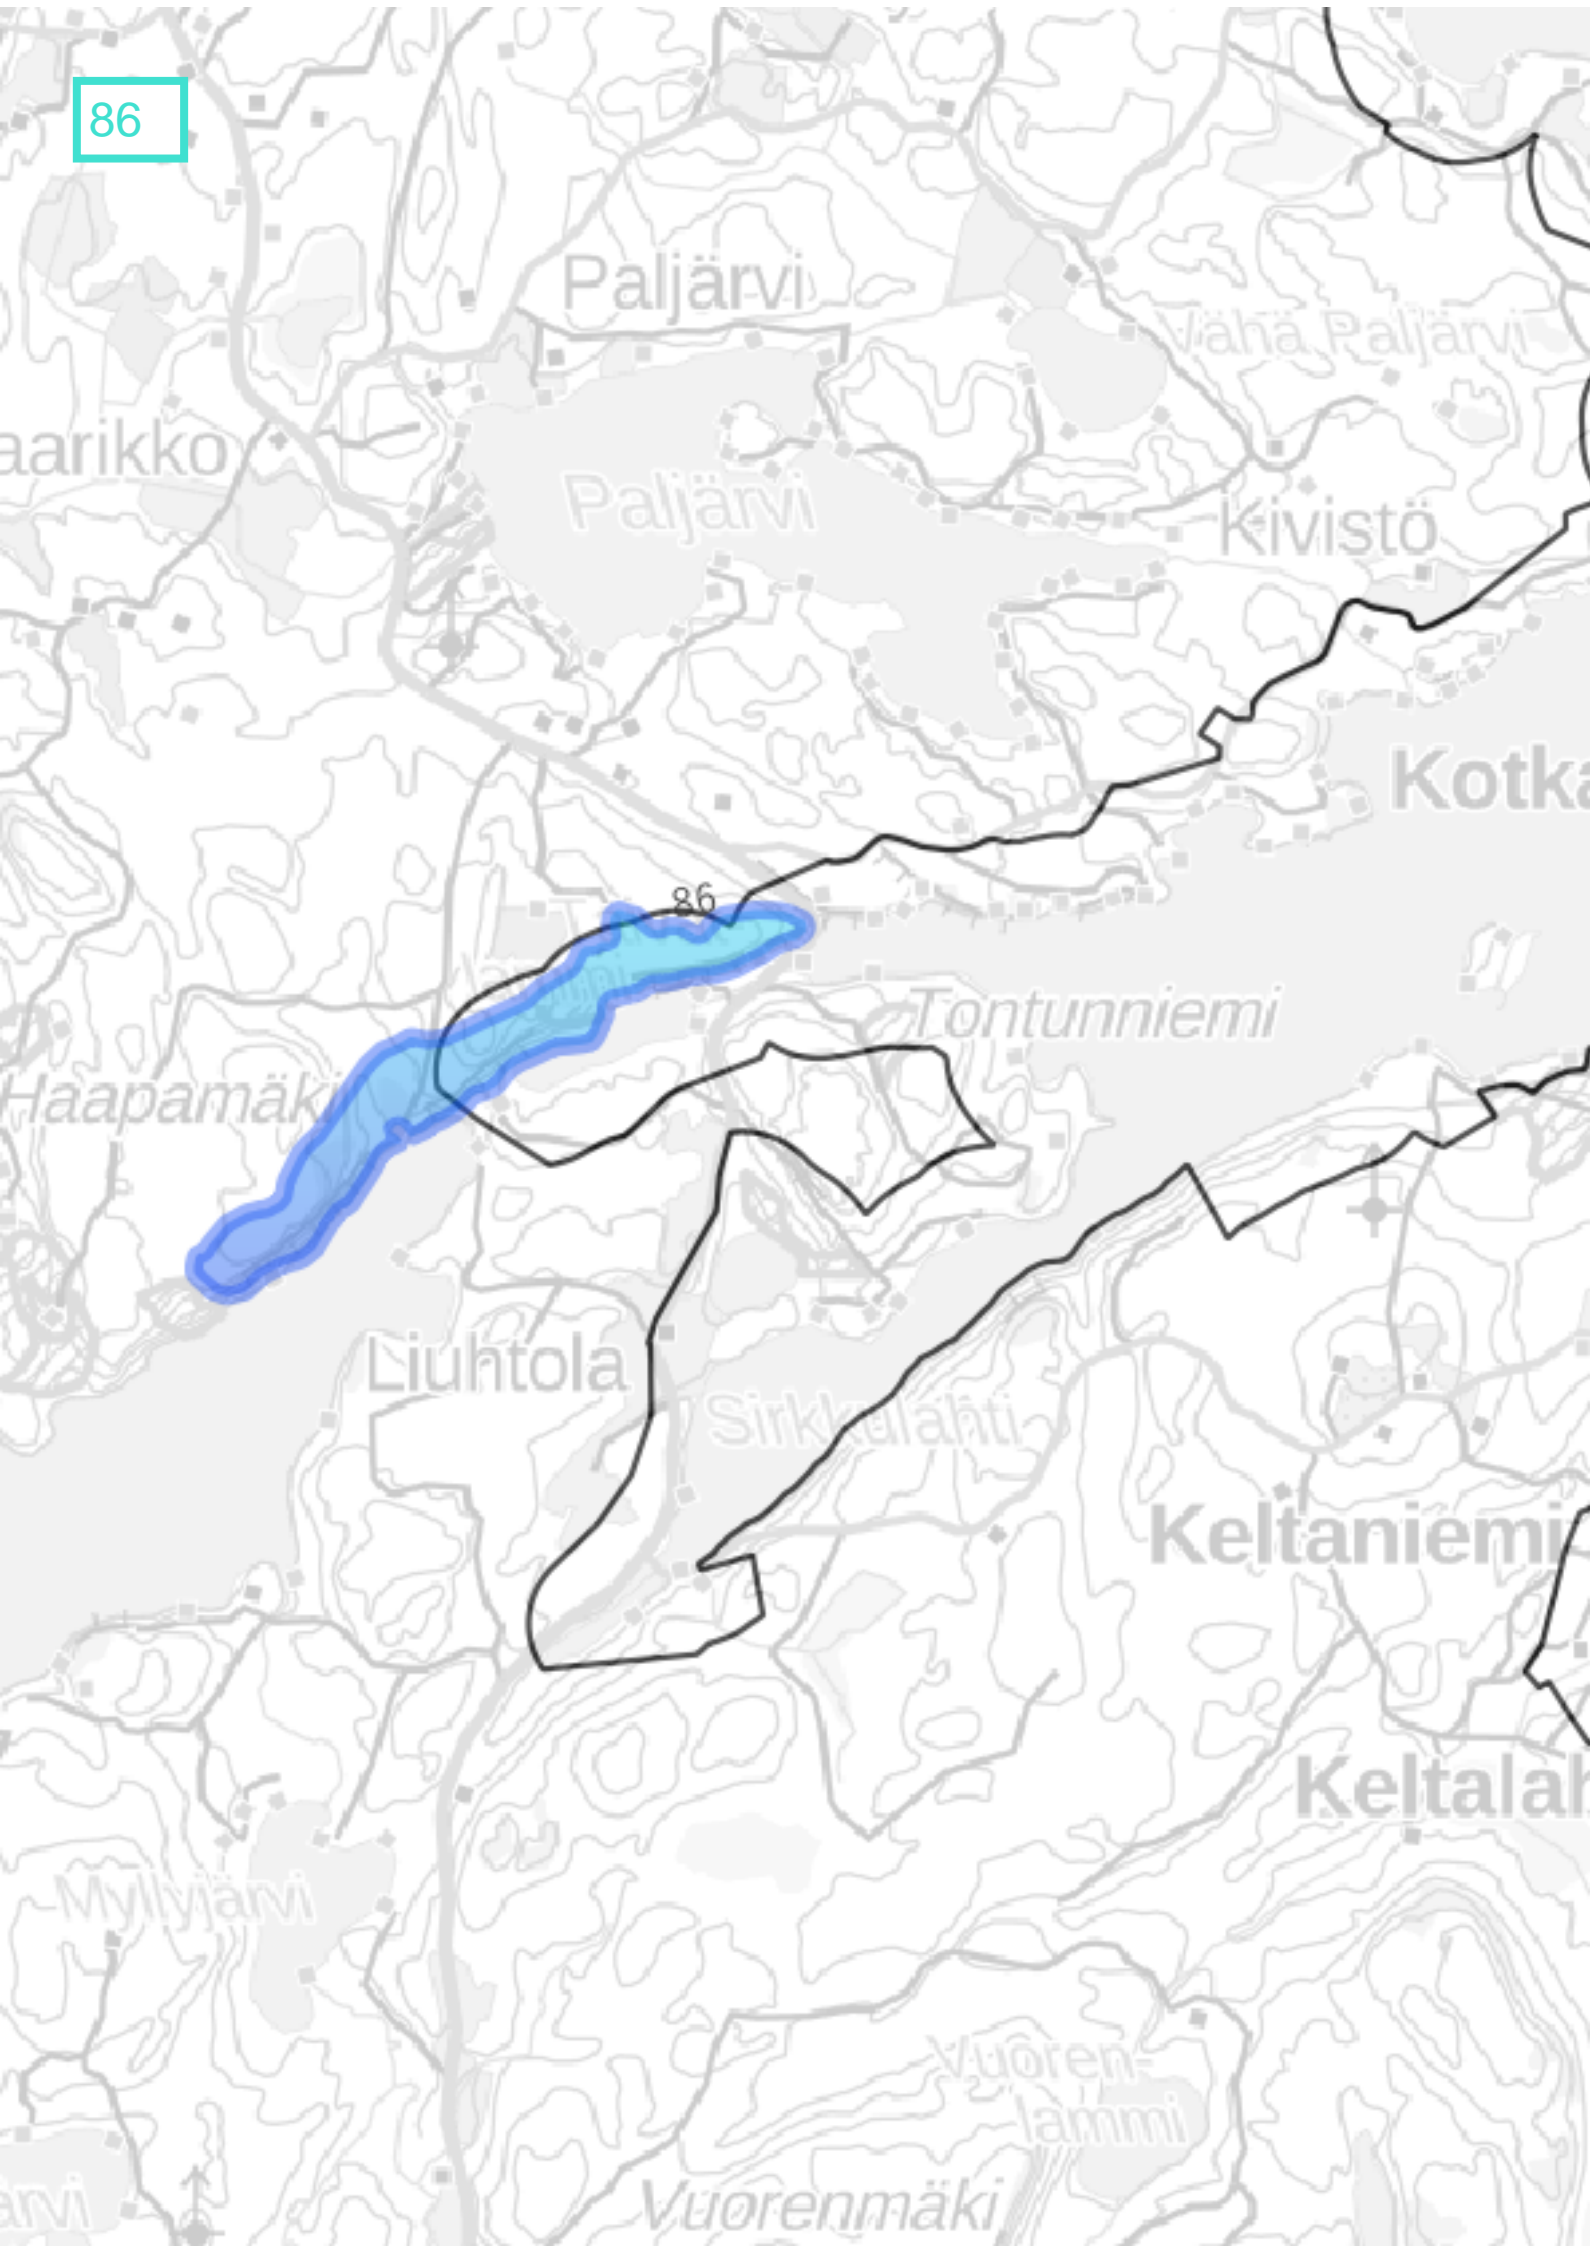 86
Paljärvi
Vähä Paljärvi
aarikko
Paljärvi
Kivistö
Kotka
86
Tontunniemi
Haapamäki
Liuhtola
Sirkkalahti
Keltaniemi
Keltalah
Myllyjärvi
Vuoren-
lammi
Vuorenmäki
ärvi